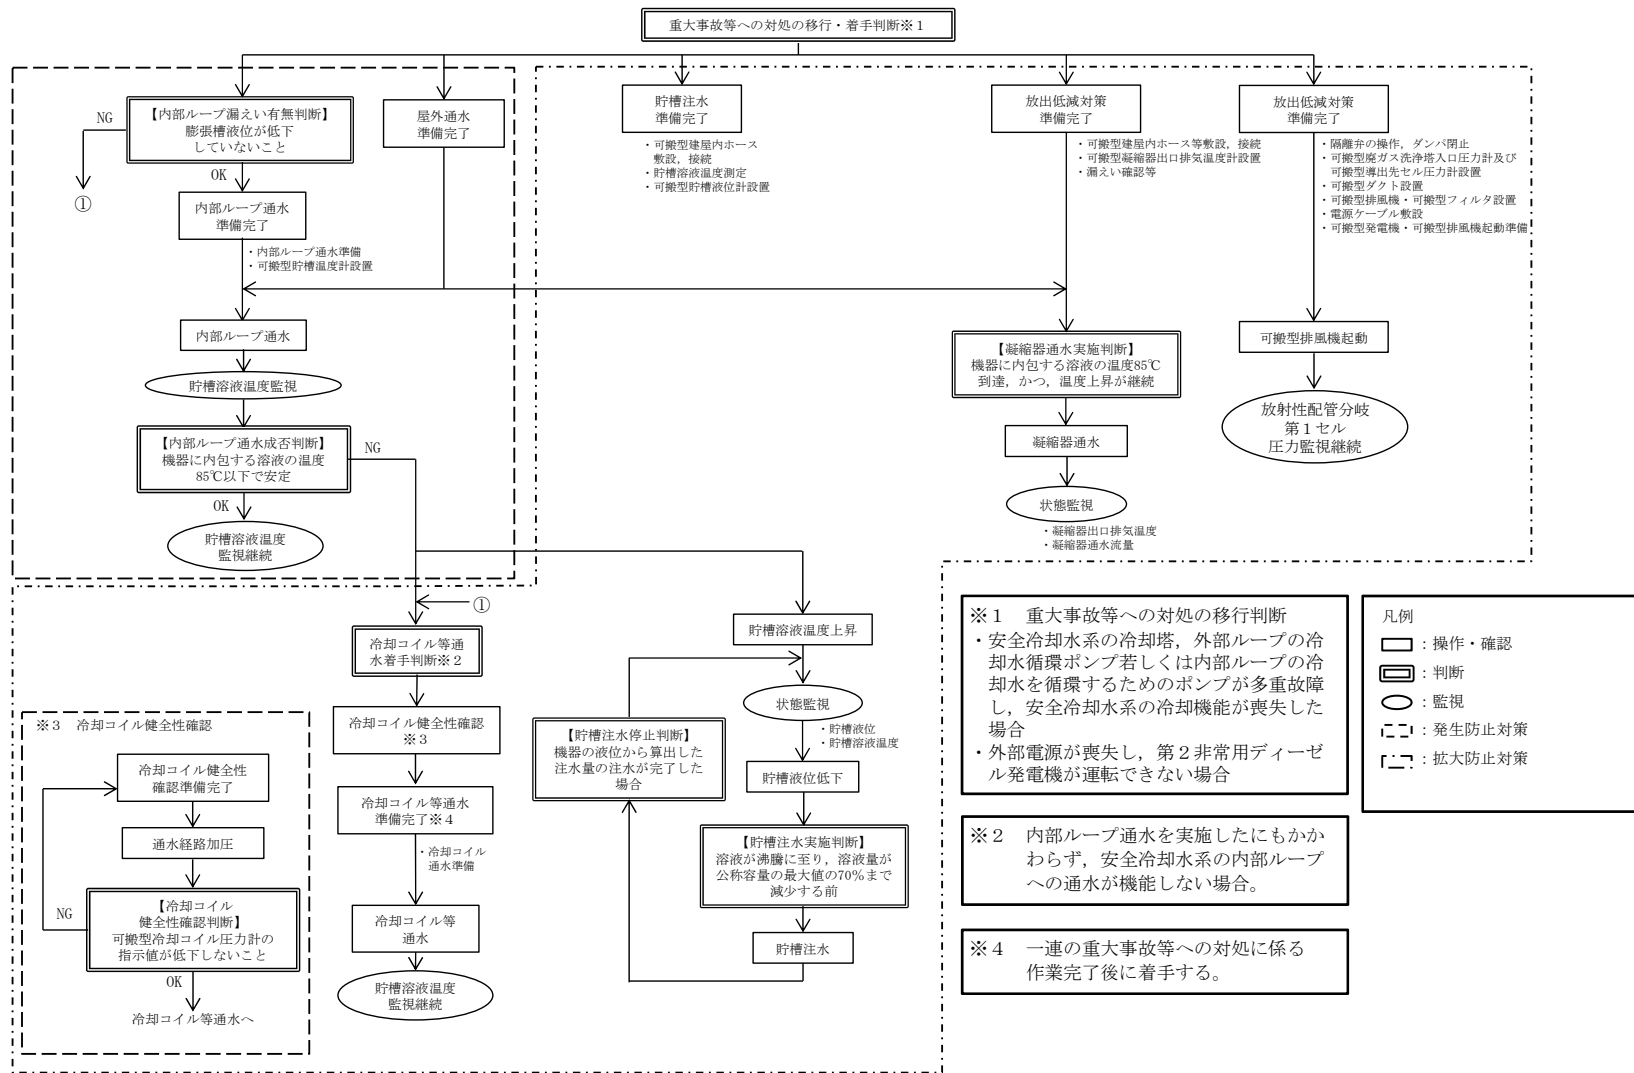 重大事故等への対処の移行・着手判断※１
【内部ループ漏えい有無判断】
膨張槽液位が低下
していないこと
NG
①
OK
内部ループ通水
準備完了
・内部ループ通水準備
・可搬型貯槽温度計設置
屋外通水
準備完了
貯槽注水
準備完了
・可搬型建屋内ホース
敷設，接続
・貯槽溶液温度測定
・可搬型貯槽液位計設置
放出低減対策
準備完了
・可搬型建屋内ホース等敷設，接続
・可搬型凝縮器出口排気温度計設置
・漏えい確認等
放出低減対策
準備完了
・隔離弁の操作，ダンパ閉止
・可搬型廃ガス洗浄塔入口圧力計及び
可搬型導出先セル圧力計設置
・可搬型ダクト設置
・可搬型排風機・可搬型フィルタ設置
・電源ケーブル敷設
・可搬型発電機・可搬型排風機起動準備
内部ループ通水
貯槽溶液温度監視
【内部ループ通水成否判断】
機器に内包する溶液の温度
85℃以下で安定
NG
OK
貯槽溶液温度
監視継続
【凝縮器通水実施判断】
機器に内包する溶液の温度85℃
到達，かつ，温度上昇が継続
凝縮器通水
状態監視
・凝縮器出口排気温度
・凝縮器通水流量
可搬型排風機起動
放射性配管分岐
第１セル
圧力監視継続
①
冷却コイル等通
水着手判断※２
冷却コイル健全性確認
※３
冷却コイル等通水
準備完了※４
・冷却コイル
通水準備
冷却コイル等
通水
貯槽溶液温度
監視継続
貯槽溶液温度上昇
状態監視
・貯槽液位
・貯槽溶液温度
貯槽液位低下
【貯槽注水実施判断】
溶液が沸騰に至り，溶液量が
公称容量の最大値の70％まで
減少する前
貯槽注水
【貯槽注水停止判断】
機器の液位から算出した
注水量の注水が完了した
場合
※３　冷却コイル健全性確認
冷却コイル健全性
確認準備完了
通水経路加圧
【冷却コイル
健全性確認判断】
可搬型冷却コイル圧力計の
指示値が低下しないこと
NG
OK
冷却コイル等通水へ
※１　重大事故等への対処の移行判断
・安全冷却水系の冷却塔，外部ループの冷
却水循環ポンプ若しくは内部ループの冷
却水を循環するためのポンプが多重故障
し，安全冷却水系の冷却機能が喪失した
場合
・外部電源が喪失し，第２非常用ディーゼ
ル発電機が運転できない場合
※２　内部ループ通水を実施したにもかか
わらず，安全冷却水系の内部ループ
への通水が機能しない場合。
※４　一連の重大事故等への対処に係る
作業完了後に着手する。
凡例
：操作・確認
：判断
：監視
：発生防止対策
：拡大防止対策